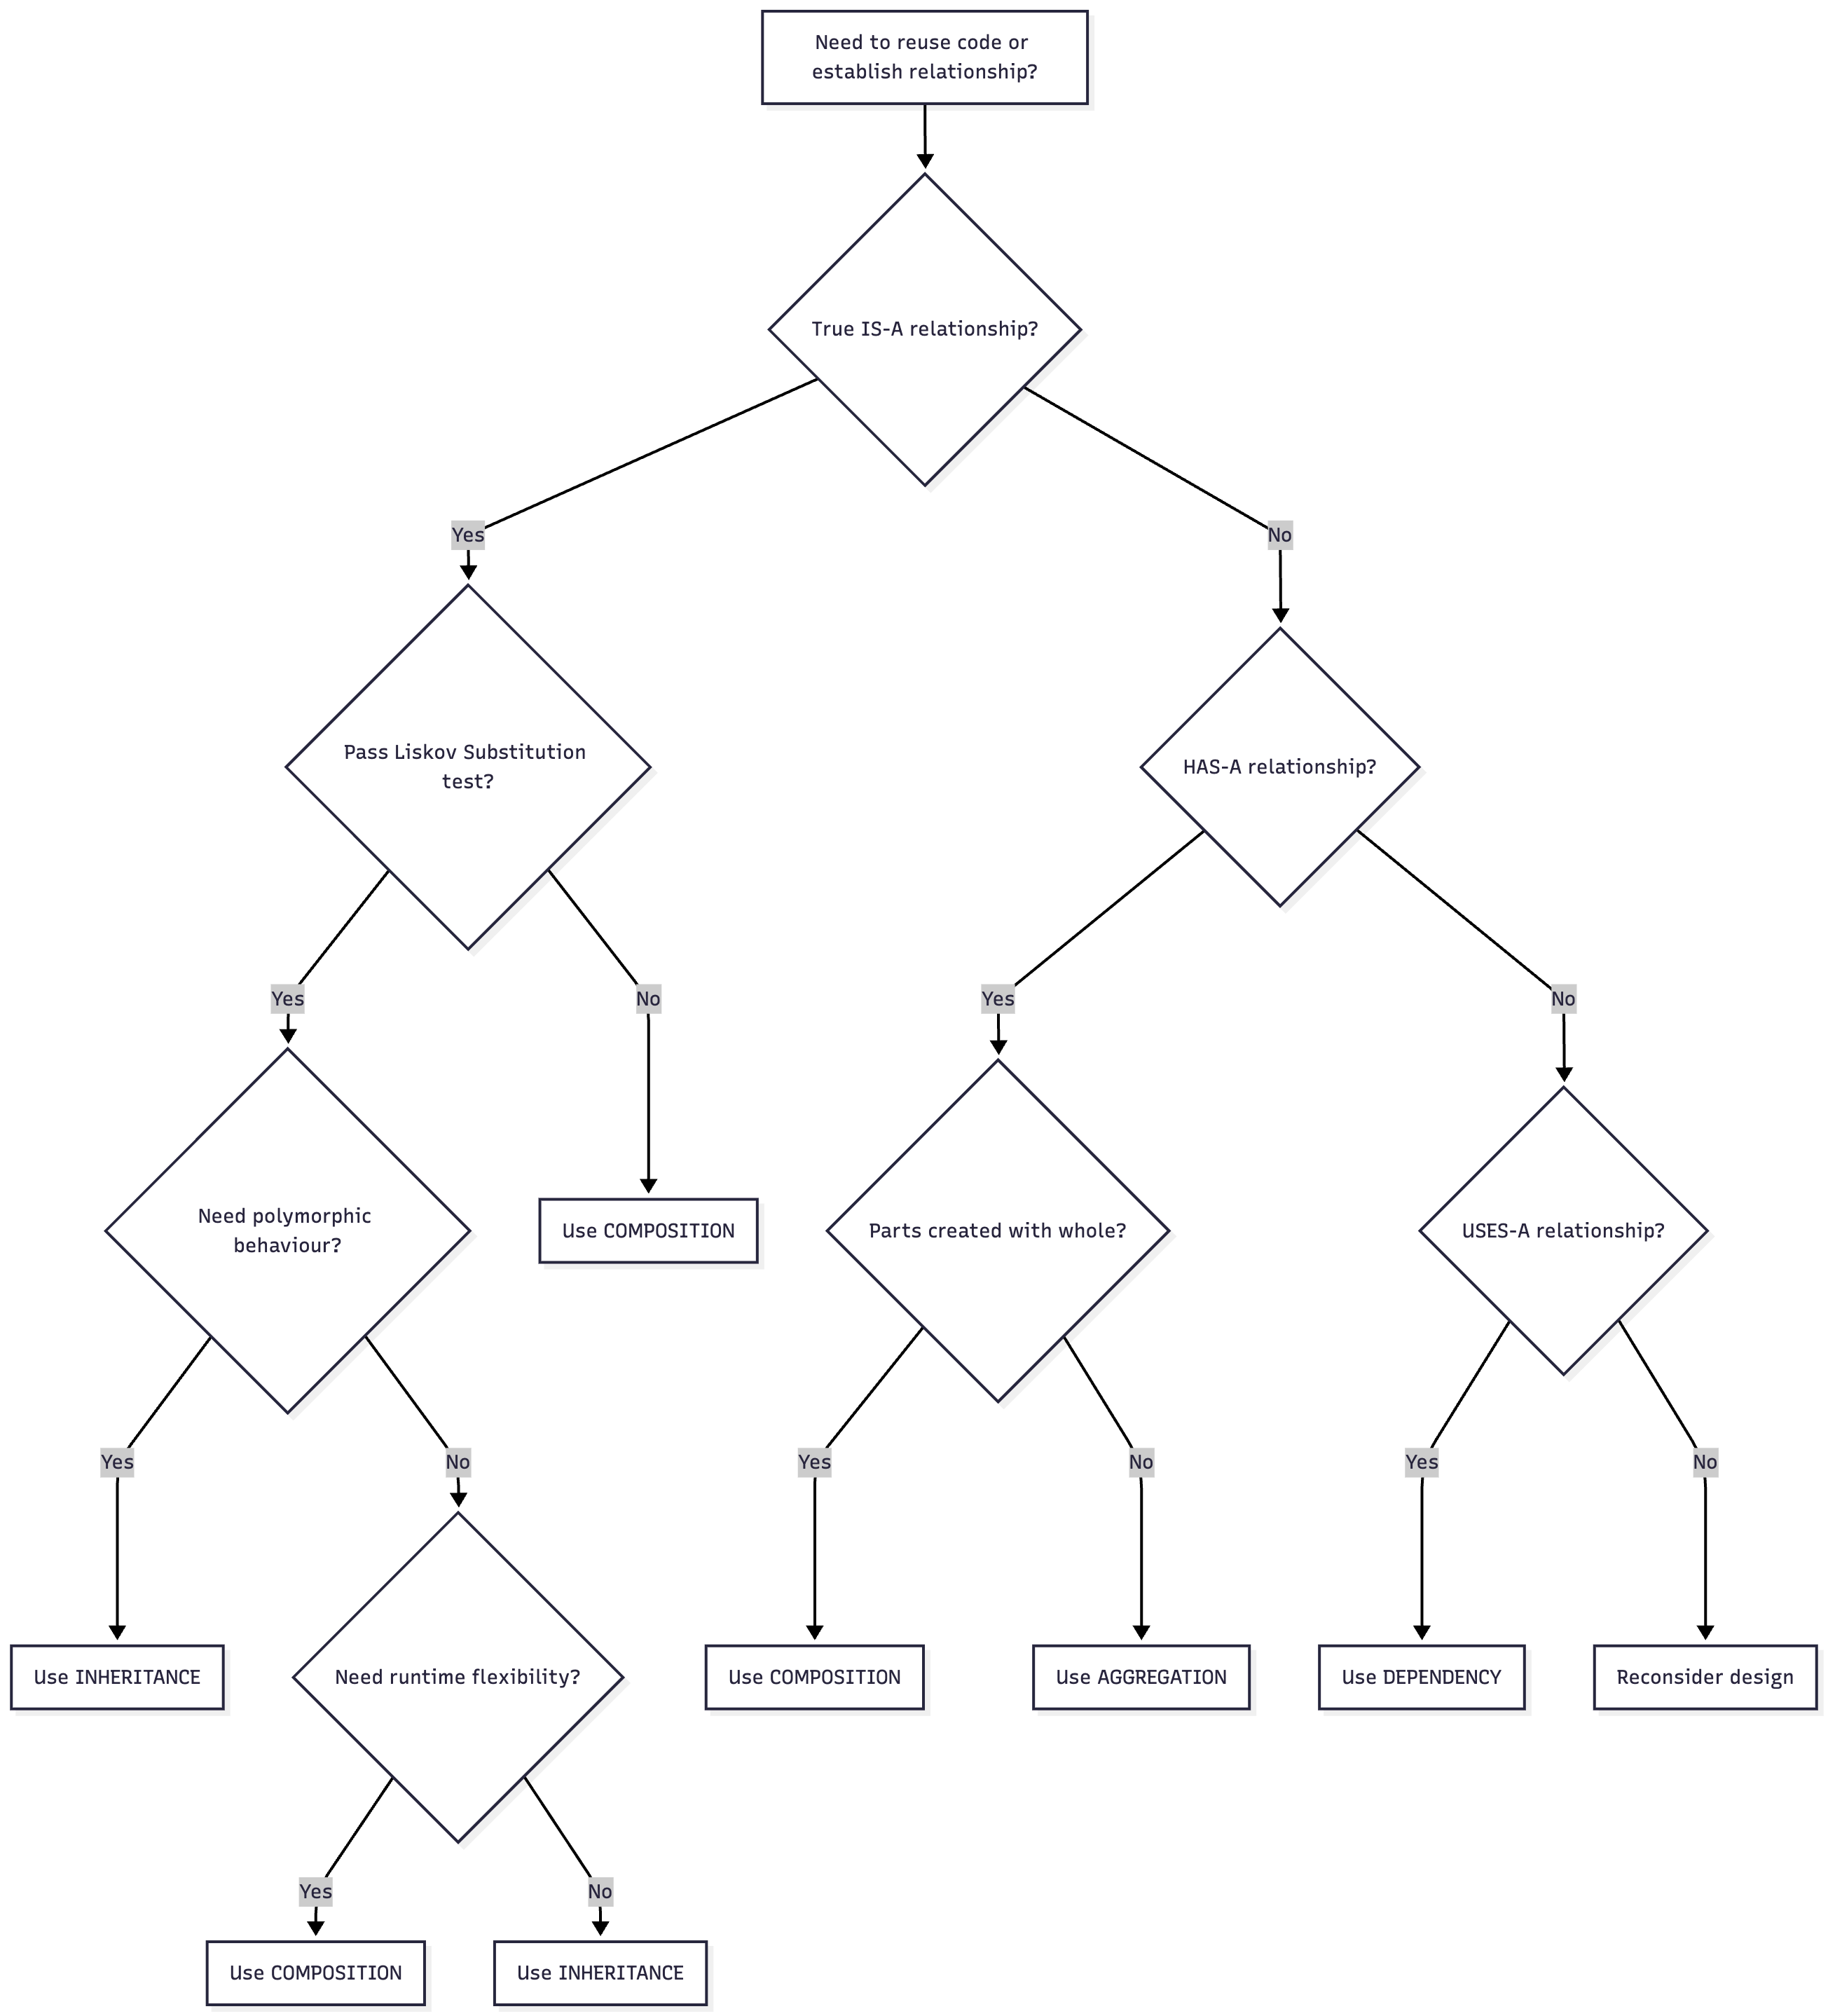 Need to reuse code or
establish relationship?
True IS-A relationship?
Yes
No
Pass Liskov Substitution
test?
HAS-A relationship?
Yes
No
Yes
No
Need polymorphic
behaviour?
Use COMPOSITION
Parts created with whole?
USES-A relationship?
Yes
No
Yes
No
Yes
No
Use INHERITANCE
Need runtime flexibility?
Use COMPOSITION
Use AGGREGATION
Use DEPENDENCY
Reconsider design
Yes
No
Use COMPOSITION
Use INHERITANCE